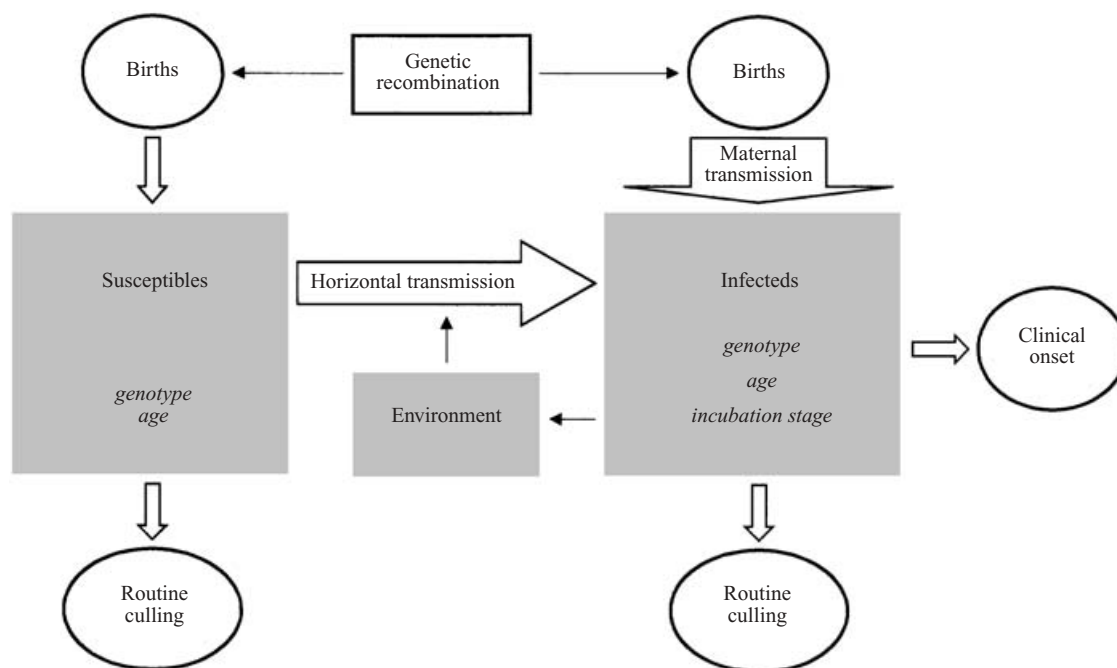 Births
Genetic
recombination
Births
Maternal
transmission
Susceptibles
genotype
age
Horizontal transmission
Environment
Infecteds
genotype
age
incubation stage
Clinical
onset
Routine
culling
Routine
culling